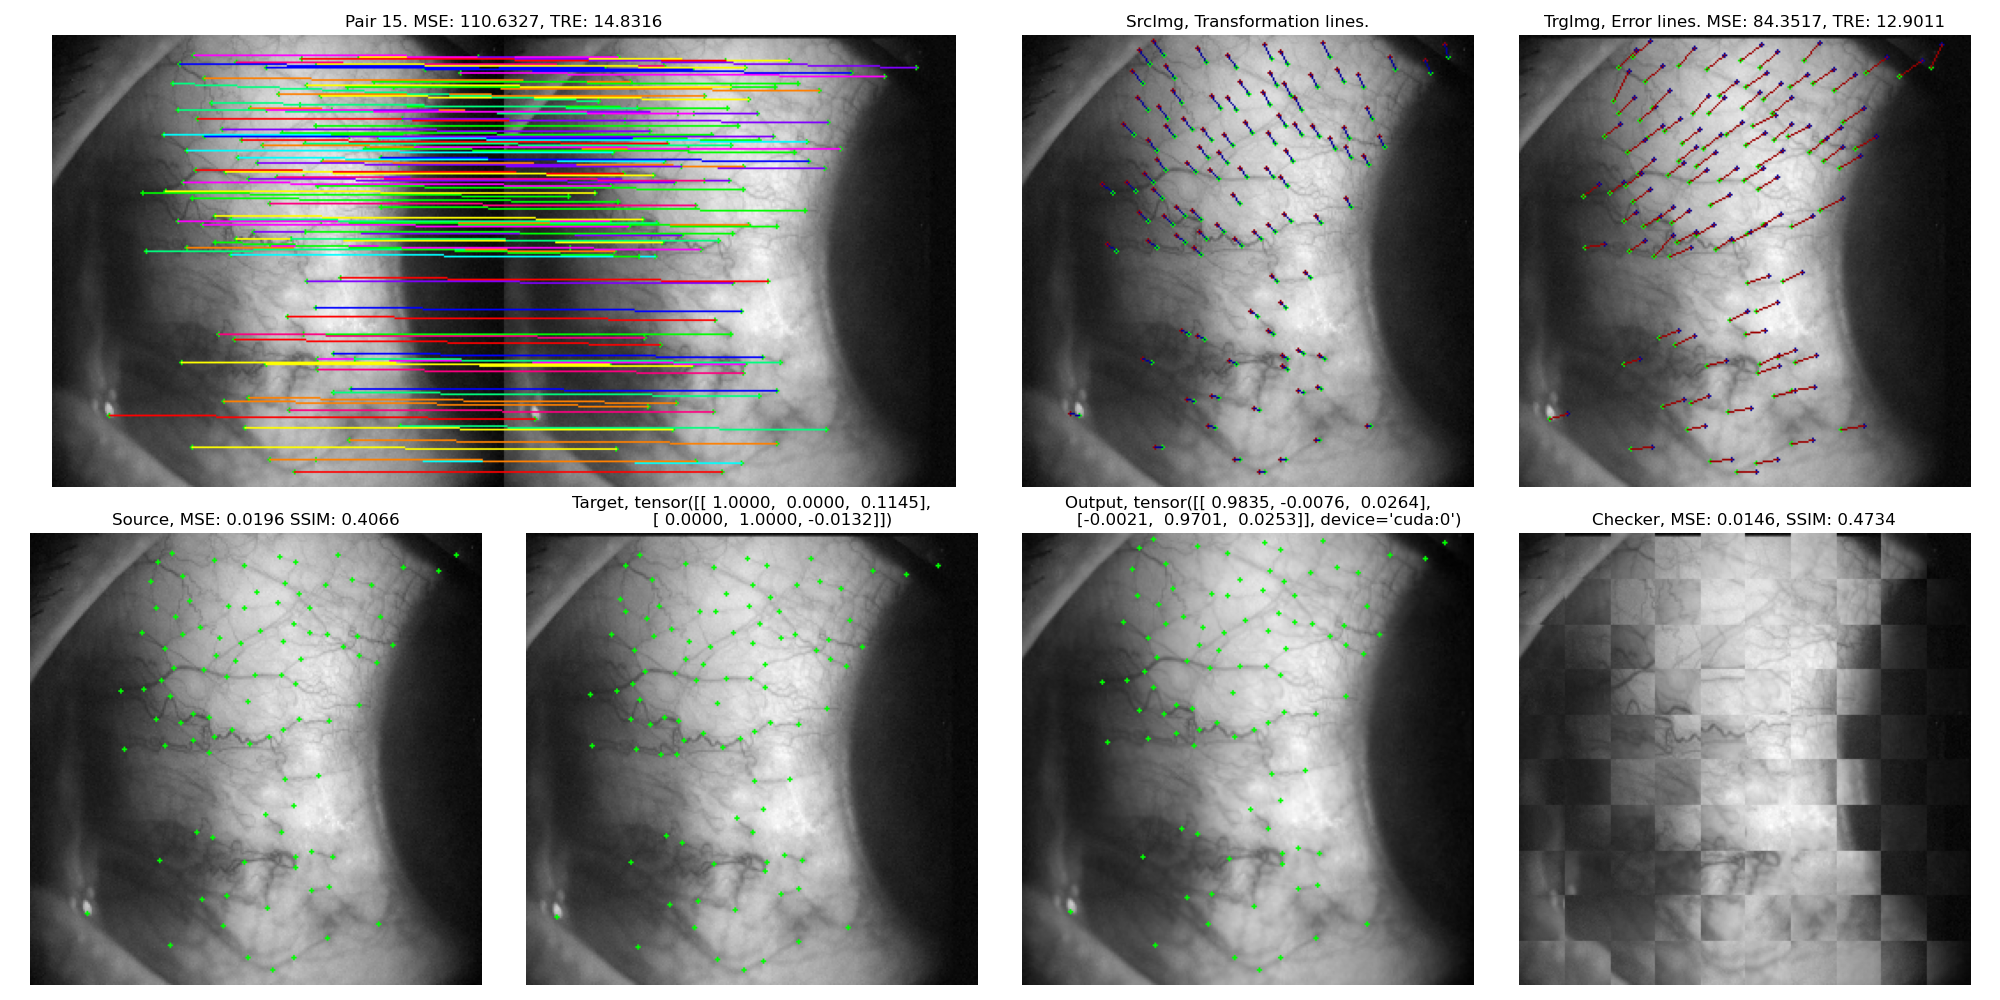 Pair 15. MSE: 110.6327, TRE: 14.8316
SrcImg, Transformation lines.
TrgImg, Error lines. MSE: 84.3517, TRE: 12.9011
Source, MSE: 0.0196 SSIM: 0.4066
Target, tensor([[ 1.0000,  0.0000,  0.1145],
[ 0.0000,  1.0000, -0.0132]])
Output, tensor([[ 0.9835, -0.0076,  0.0264],
[-0.0021,  0.9701,  0.0253]], device='cuda:0')
Checker, MSE: 0.0146, SSIM: 0.4734